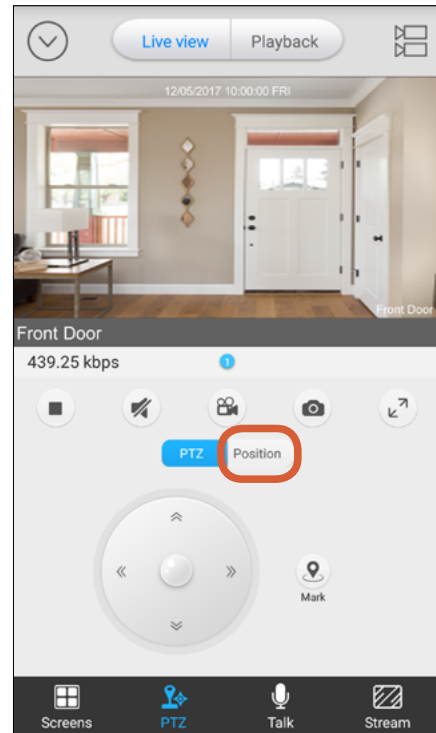 Live view Playback
12/05/2017 10:00:00 FRI
Front Door
Front Door
439.25 kbps 1
PTZ Position
Mark
Screens PTZ Talk Stream